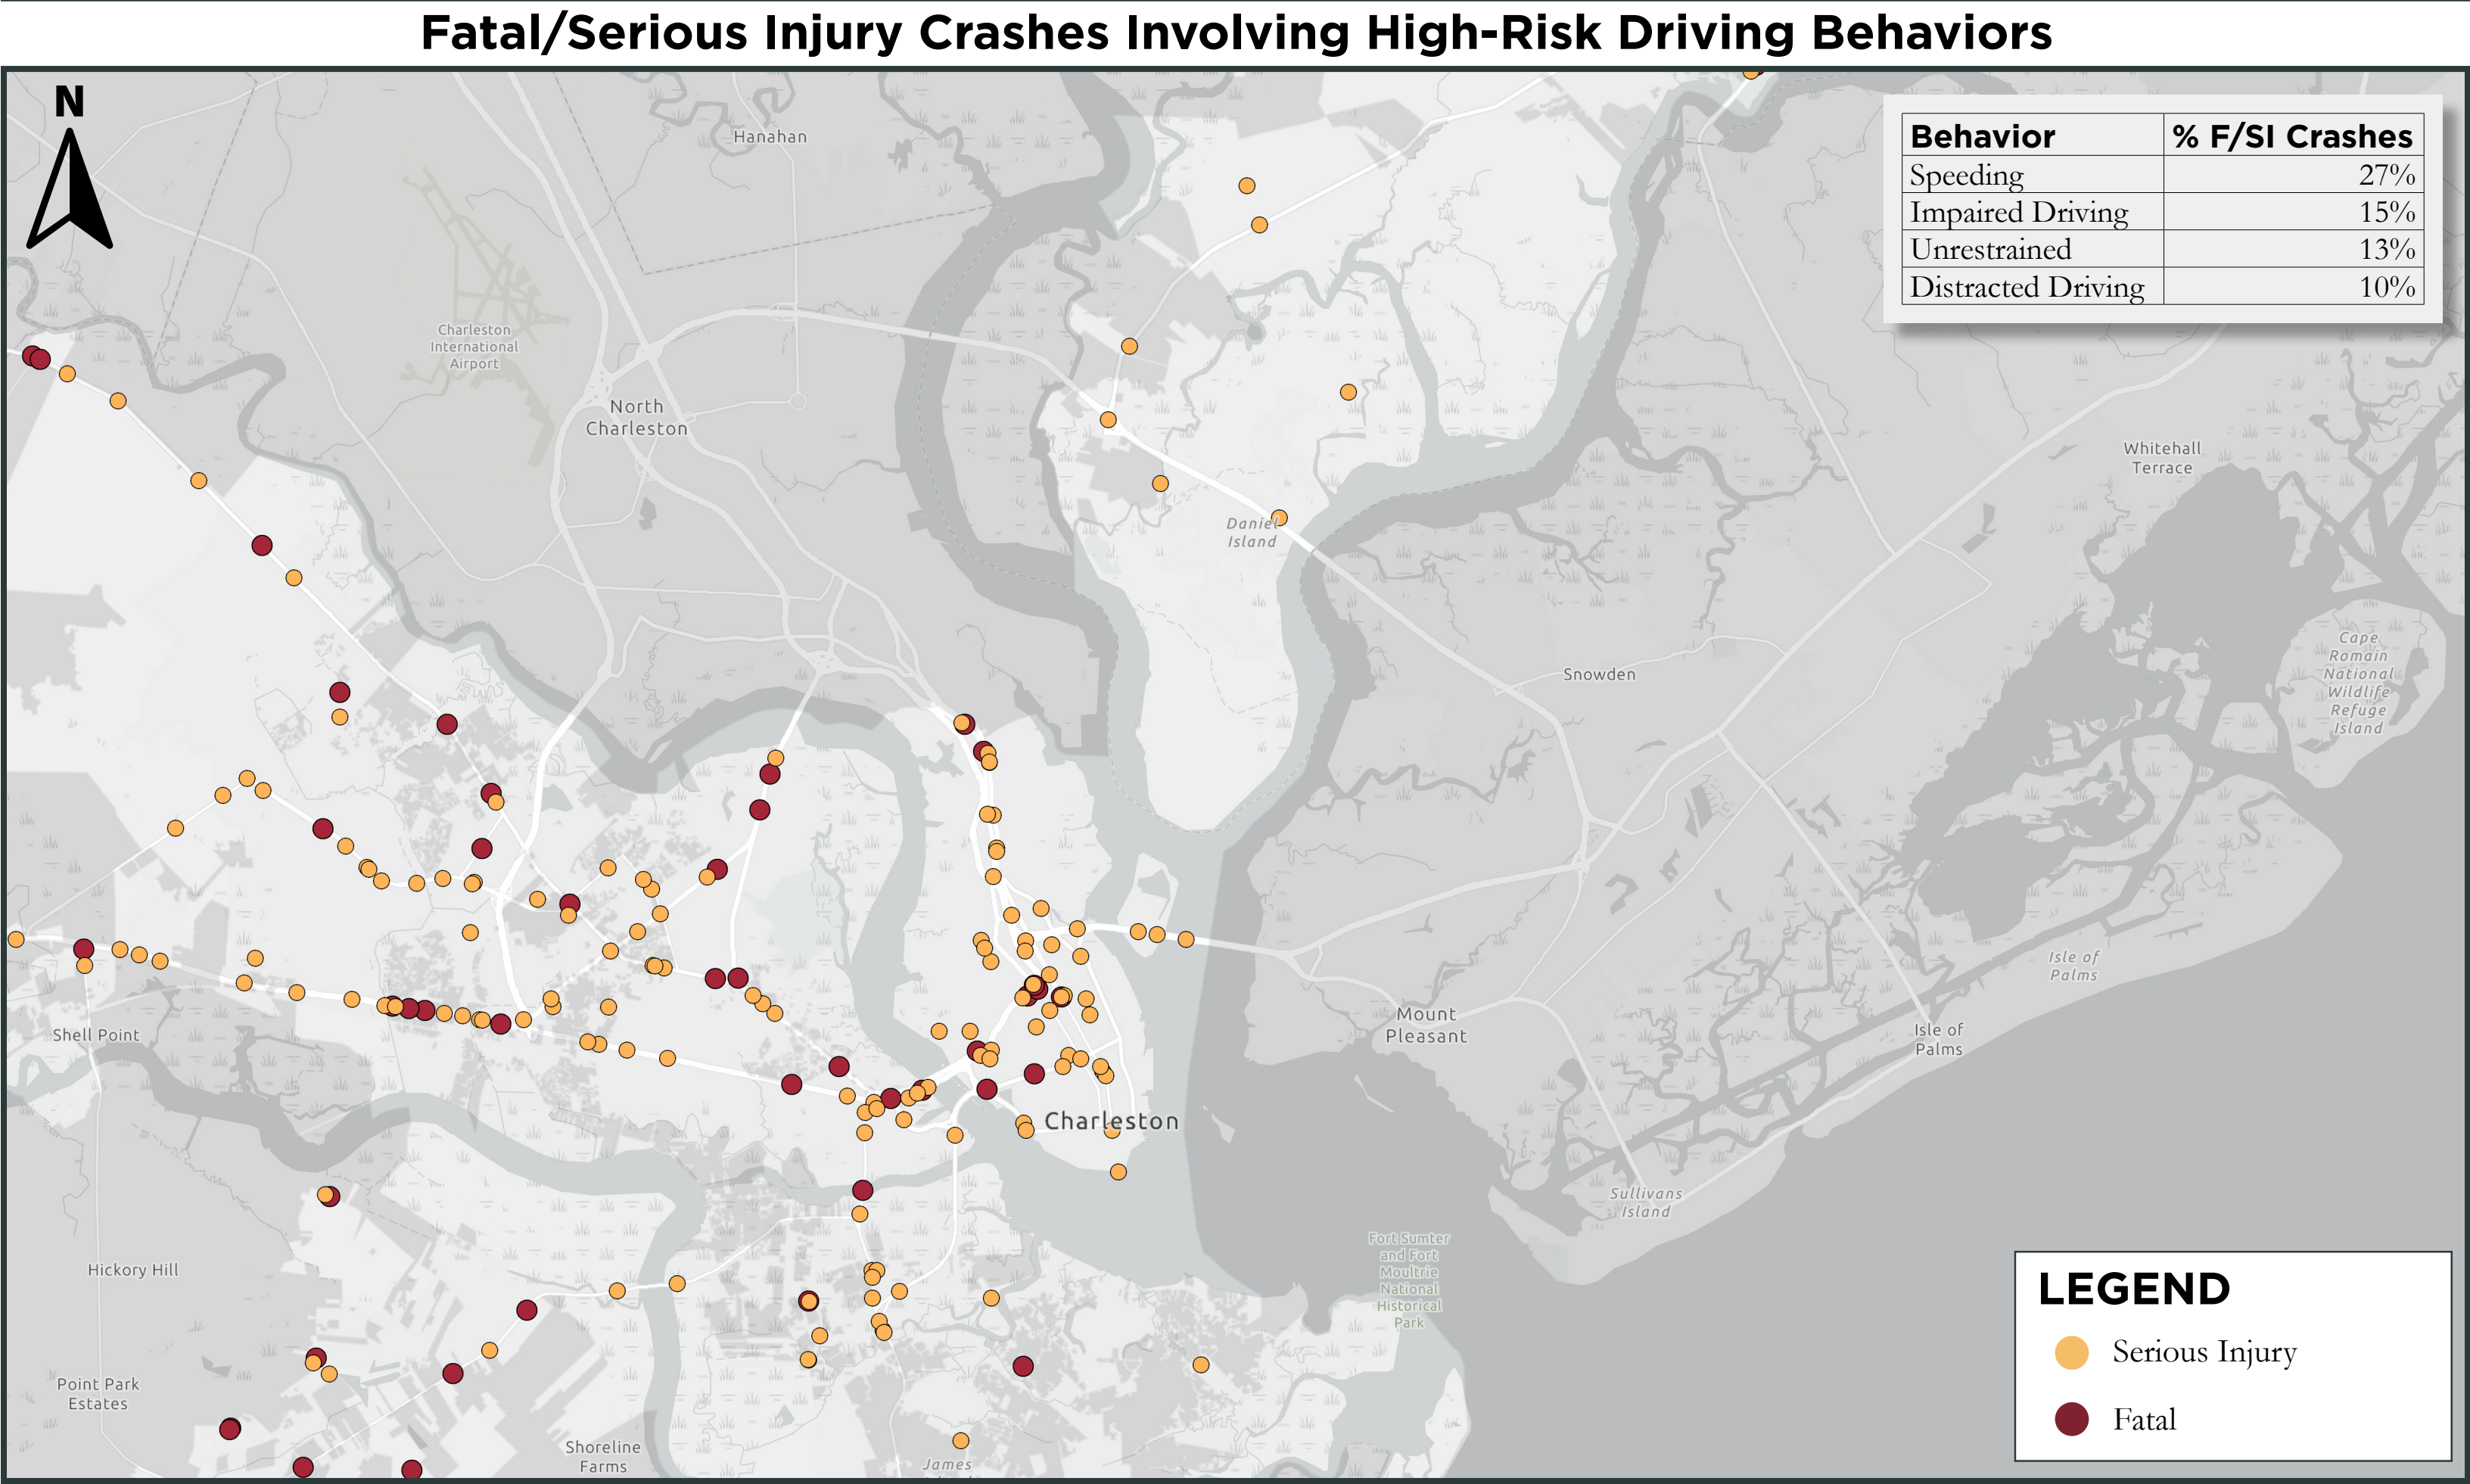 Fatal/Serious Injury Crashes Involving High-Risk Driving Behaviors
N
Behavior % F/SI Crashes
Speeding 27%
Impaired Driving 15%
Unrestrained 13%
Distracted Driving 10%
Hanahan
Charleston
International
Airport
North
Charleston
Whitehall
Terrace
Daniel
Island
Cape
Romain
National
Wildlife
Refuge
Island
Snowden
Isle of
Palms
Shell Point
Mount
Pleasant
Isle of
Palms
Charleston
Sullivans
Island
Fort Sumter
and Fort
Moultrie
National
Historical
Park
Hickory Hill
LEGEND
Serious Injury
Fatal
Point Park
Estates
Shoreline
Farms
James